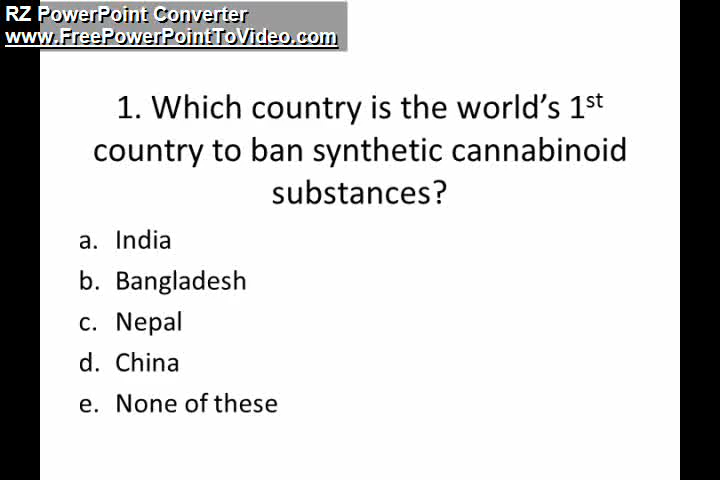 RZ PowerPoint Converter
www.FreePowerPointToVideo.com
1. Which country is the world’s 1st
country to ban synthetic cannabinoid
substances?
a. India
b. Bangladesh
c. Nepal
d. China
e. None of these